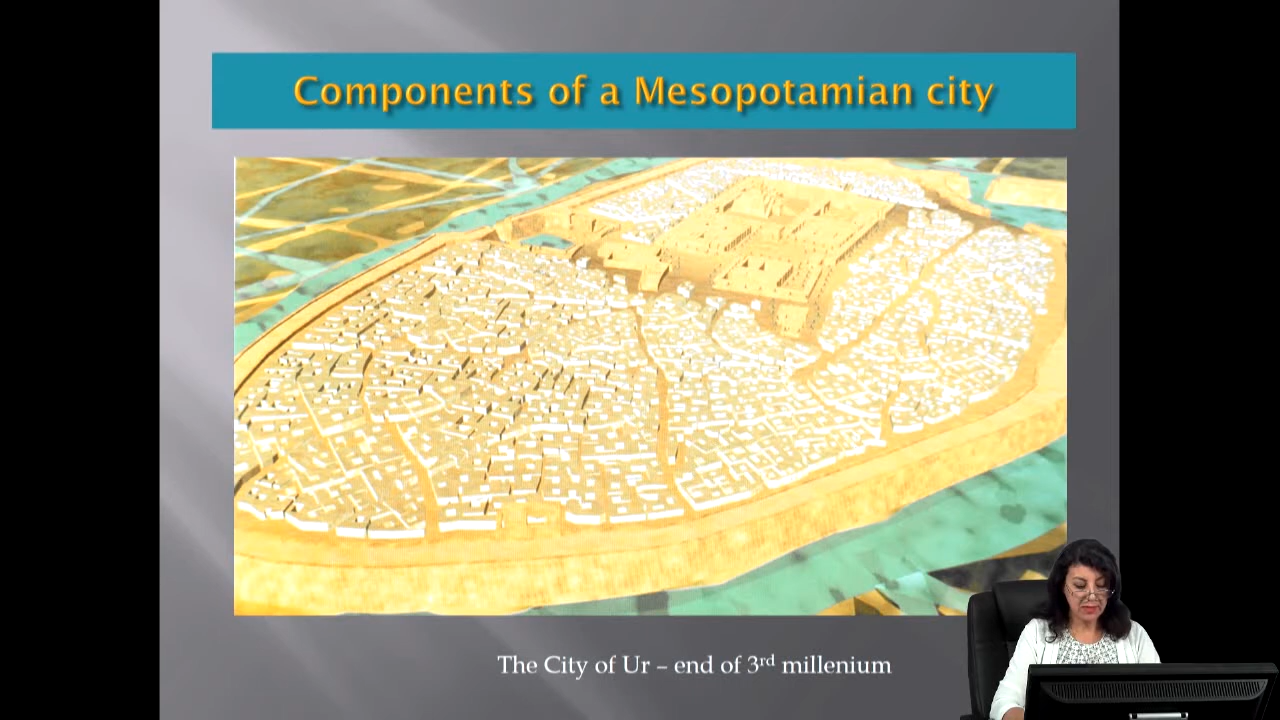 Components of a Mesopotamian city
The City of Ur – end of 3rd millenium